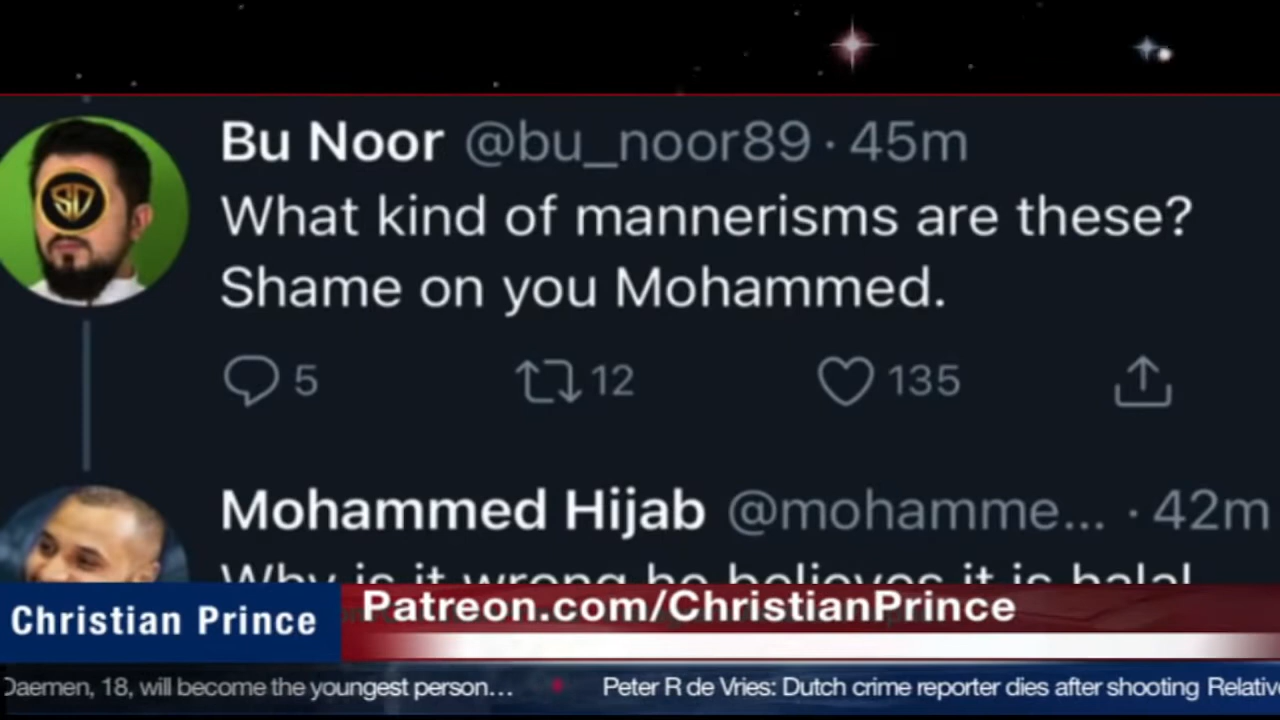 Bu Noor @bu_noor89 · 45m
What kind of mannerisms are these?
Shame on you Mohammed.
5 12 135
Mohammed Hijab @mohamme... · 42m
Why is it wrong he believes it is halal
Christian Prince
Patreon.com/ChristianPrince
Daemen, 18, will become the youngest person... Peter R de Vries: Dutch crime reporter dies after shooting Relativ